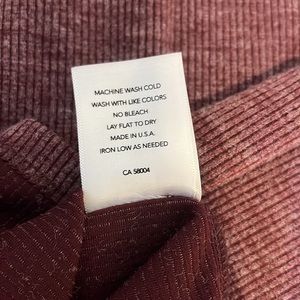 MACHINE WASH COLD
WASH WITH LIKE COLORS
NO BLEACH
LAY FLAT TO DRY
MADE IN U.S.A.
IRON LOW AS NEEDED
CA 58004